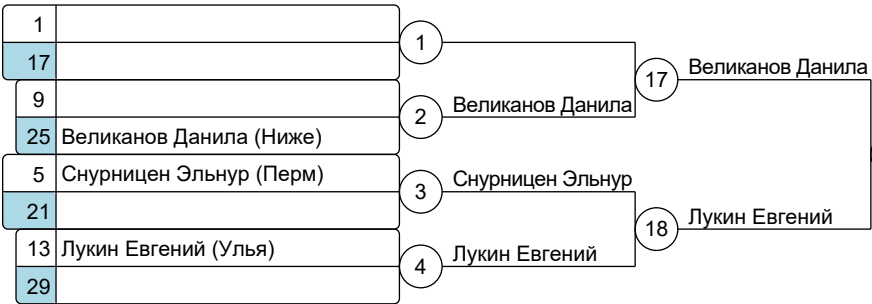 1
17
1
9
25 Великанов Данила (Ниже)
2
Великанов Данила
17
Великанов Данила
5 Снурницен Эльнур (Перм)
21
3
Снурницен Эльнур
13 Лукин Евгений (Улья)
29
4
Лукин Евгений
18
Лукин Евгений